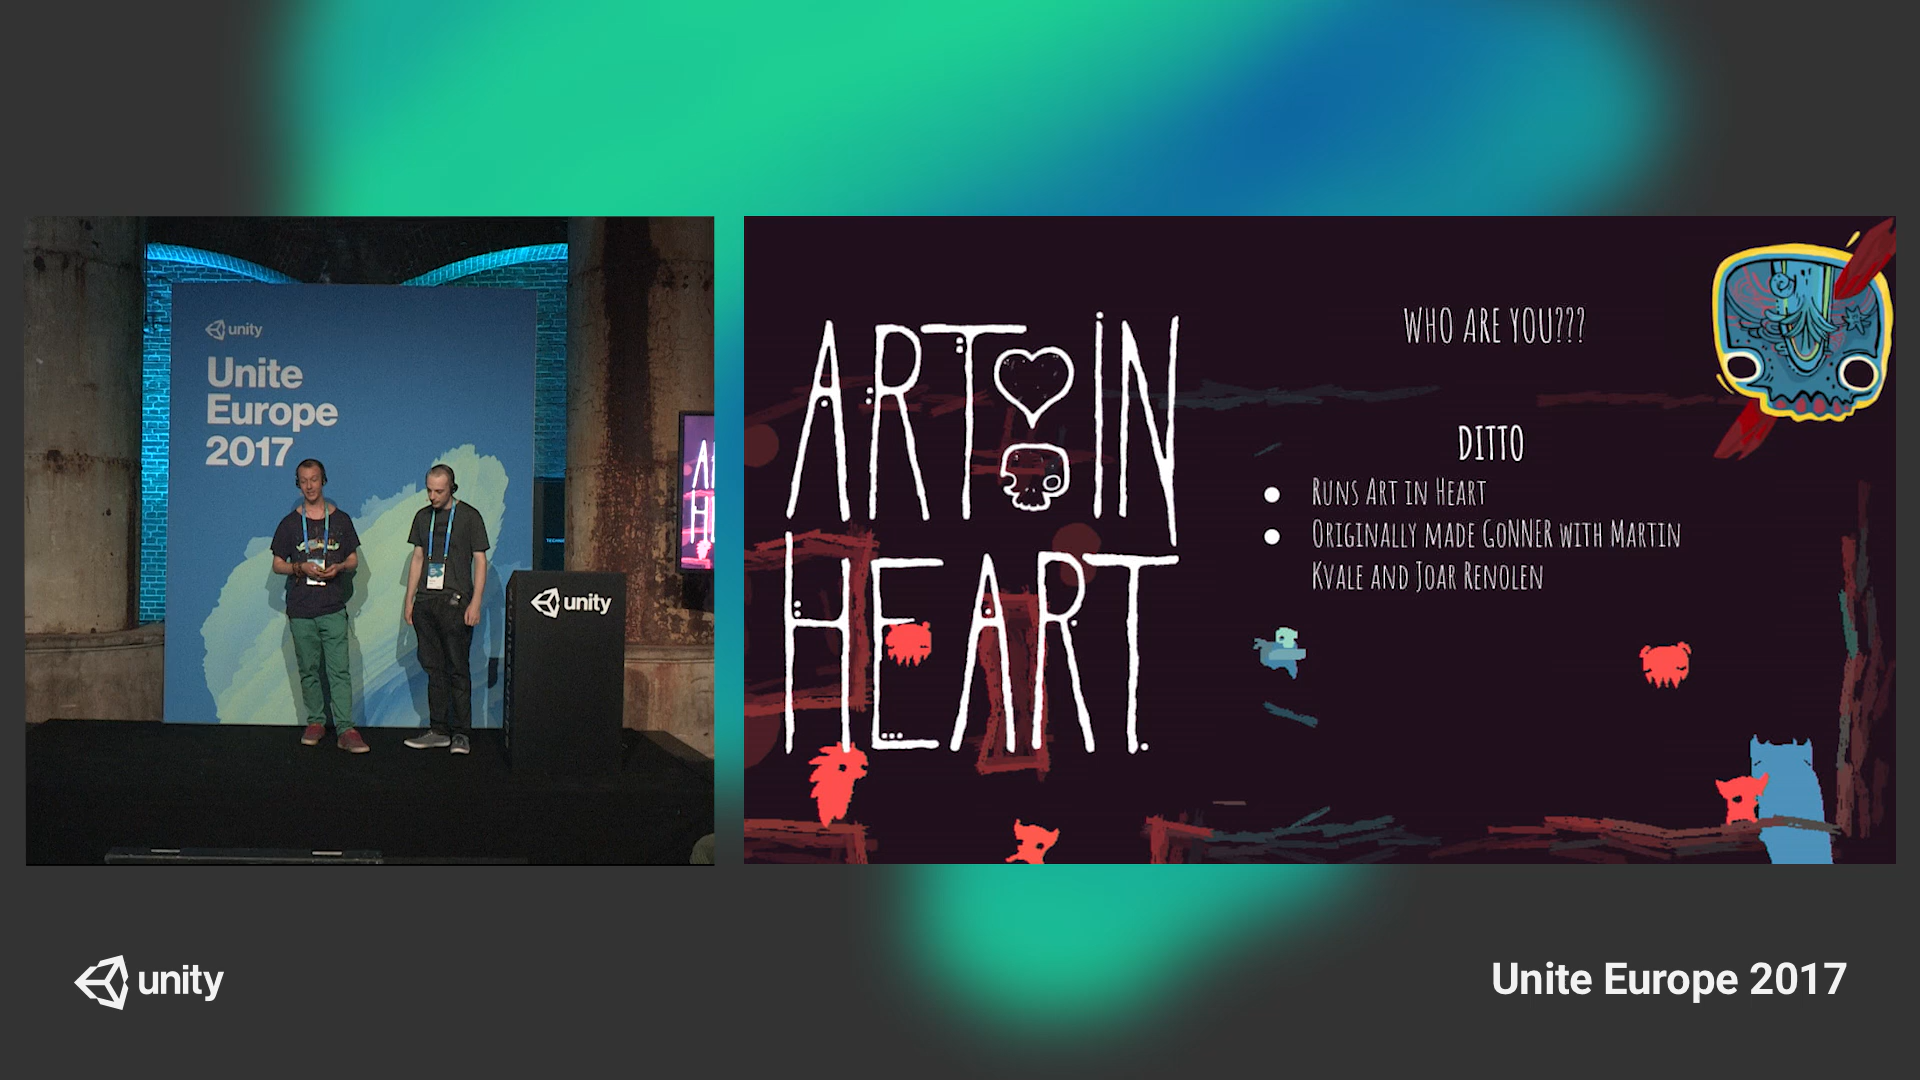 unity
Unite
Europe
2017
unity
ART IN
HEART.
WHO ARE YOU???
DITTO
● RUNS ART IN HEART
● ORIGINALLY MADE GONNER WITH MARTIN
KVALE AND JOAR RENOLEN
unity
Unite Europe 2017